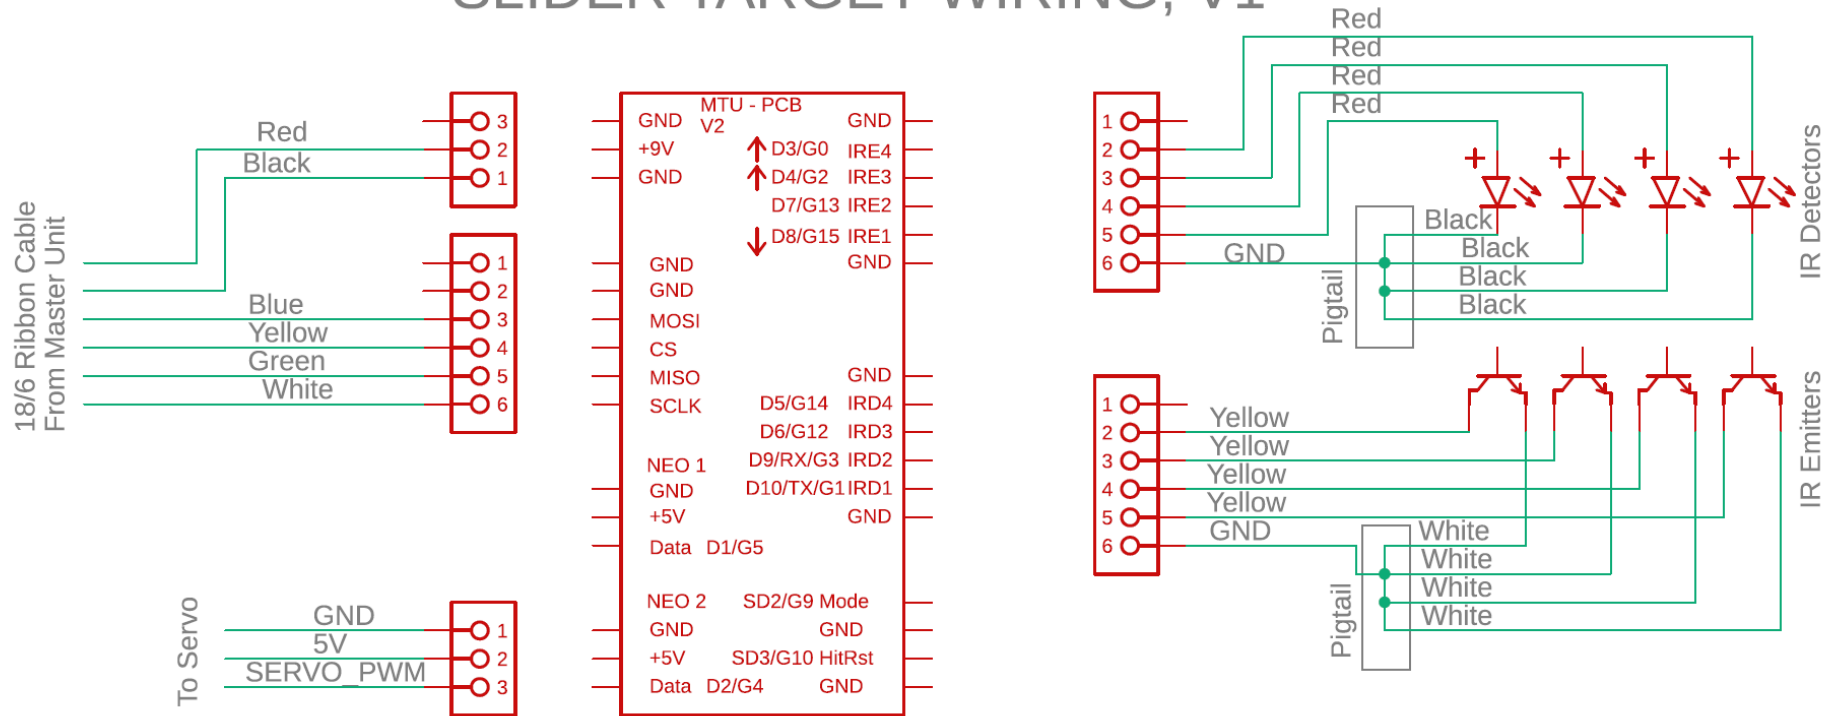 SLIDER TARGET WIRING, V1
18/6 Ribbon Cable
From Master Unit
Red
Black
3
2
1
Blue
Yellow
Green
White
1
2
3
4
5
6
To Servo
GND
5V
SERVO_PWM
1
2
3
MTU - PCB
V2
GND
+9V
GND
D3/G0
D4/G2
D7/G13
D8/G15
GND
IRE4
IRE3
IRE2
IRE1
GND
GND
GND
MOSI
CS
MISO
SCLK
GND
D5/G14 IRD4
D6/G12 IRD3
D9/RX/G3 IRD2
D10/TX/G1 IRD1
GND
NEO 1
GND
+5V
Data D1/G5
NEO 2
GND
+5V
Data D2/G4
SD2/G9 Mode
GND
SD3/G10 HitRst
GND
1
2
3
4
5
6
Red
Red
Red
Red
GND
+
+
+
+
Black
Black
Black
Black
Pigtail
IR Detectors
1
2
3
4
5
6
Yellow
Yellow
Yellow
Yellow
GND
White
White
White
White
Pigtail
IR Emitters